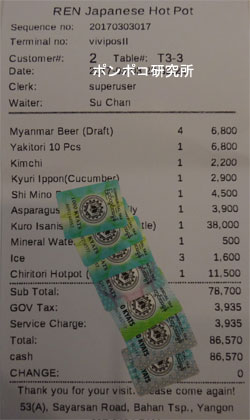 REN Japanese Hot Pot
Sequence no: 20170303017
Terminal no: viviposII
Customer#: 2 Table#: T3-3
Date: ポンポコ研究所
Clerk: superuser
Waiter: Su Chan
Myanmar Beer (Draft) 4 6,800
Yakitori 10 Pcs 1 6,800
Kimchi 1 2,200
Kyuri Ippon(Cucumber) 1 2,900
Shi Mino 1 4,500
Asparagus 1 3,900
Kuro Isani 1 38,000
Mineral Water 1 500
Ice 3 1,600
Chiritori Hotpot 1 11,500
Sub Total: 78,700
GOV Tax: 3,935
Service Charge: 3,935
Total: 86,570
cash 86,570
CHANGE: 0
Thank you for your visit. please come again!
53(A), Sayarsan Road, Bahan Tsp., Yangon